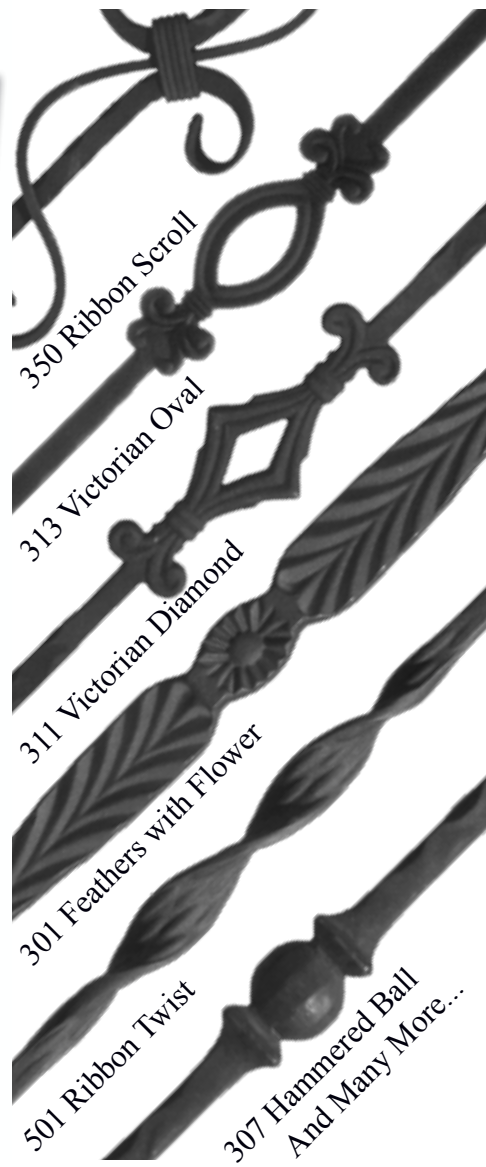 350 Ribbon Scroll
313 Victorian Oval
311 Victorian Diamond
301 Feathers with Flower
501 Ribbon Twist
307 Hammered Ball
And Many More...